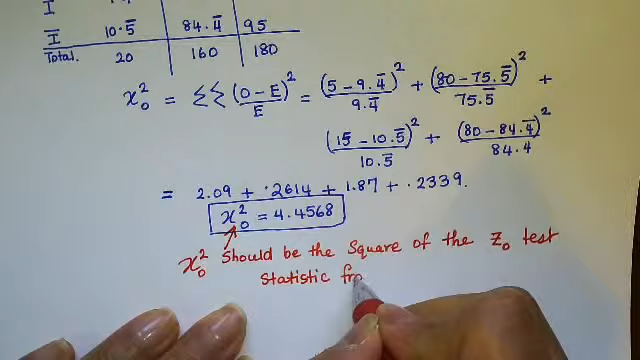 I
Ī 10.5̄ 84.4̄ 95
Total. 20 160 180
χ²₀ = ΣΣ (O – E)²/E = (5 – 9.4̄)²/9.4̄ + (80 – 75.5̄)²/75.5̄ +
(15 – 10.5̄)²/10.5̄ + (80 – 84.4̄)²/84.4
= 2.09 + .2614 + 1.87 + .2339.
χ²₀ = 4.4568
χ²₀ Should be the Square of the Z₀ test
Statistic fro